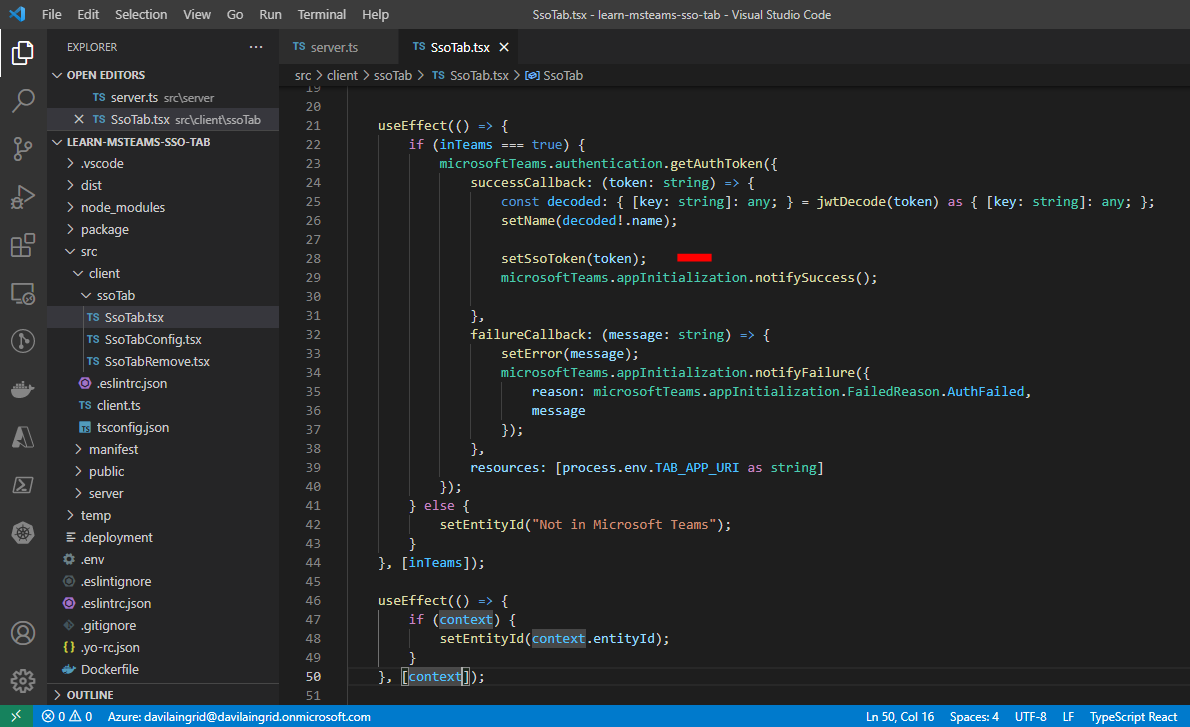 File Edit Selection View Go Run Terminal Help SsoTab.tsx - learn-msteams-sso-tab - Visual Studio Code
EXPLORER ···
OPEN EDITORS
TS server.ts src\server
TS SsoTab.tsx src\client\ssoTab
LEARN-MSTEAMS-SSO-TAB
.vscode
dist
node_modules
package
src
client
ssoTab
TS SsoTab.tsx
TS SsoTabConfig.tsx
TS SsoTabRemove.tsx
.eslintrc.json
TS client.ts
TS tsconfig.json
manifest
public
server
temp
.deployment
.env
.eslintignore
.eslintrc.json
.gitignore
{} .yo-rc.json
Dockerfile
OUTLINE
TS server.ts TS SsoTab.tsx
src > client > ssoTab > TS SsoTab.tsx > SsoTab
19
20
21 useEffect(() => {
22 if (inTeams === true) {
23 microsoftTeams.authentication.getAuthToken({
24 successCallback: (token: string) => {
25 const decoded: { [key: string]: any; } = jwtDecode(token) as { [key: string]: any; };
26 setName(decoded!.name);
27
28 setSsoToken(token);
29 microsoftTeams.appInitialization.notifySuccess();
30
31 },
32 failureCallback: (message: string) => {
33 setError(message);
34 microsoftTeams.appInitialization.notifyFailure({
35 reason: microsoftTeams.appInitialization.FailedReason.AuthFailed,
36 message
37 });
38 },
39 resources: [process.env.TAB_APP_URI as string]
40 });
41 } else {
42 setEntityId("Not in Microsoft Teams");
43 }
44 }, [inTeams]);
45
46 useEffect(() => {
47 if (context) {
48 setEntityId(context.entityId);
49 }
50 }, [context]);
51
0 0 Azure: davilaingrid@davilaingrid.onmicrosoft.com Ln 50, Col 16 Spaces: 4 UTF-8 LF TypeScript React